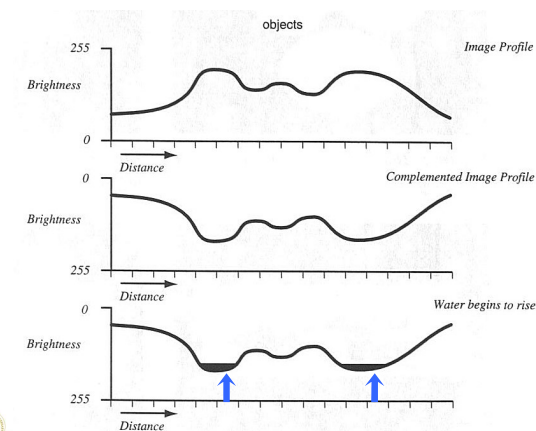 objects
255
Image Profile
Brightness
0
Distance
0
Complemented Image Profile
Brightness
255
Distance
0
Water begins to rise
Brightness
255
Distance